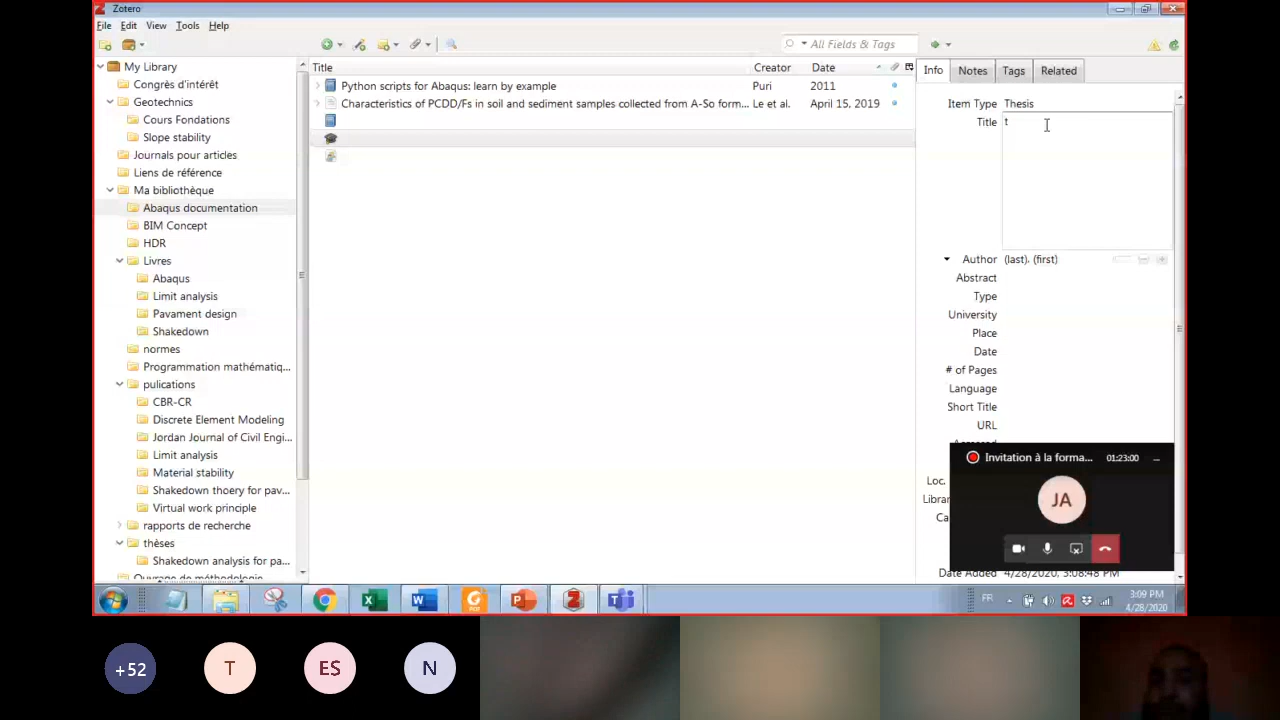 Zotero
File Edit View Tools Help
All Fields & Tags
My Library
Congrès d'intérêt
Geotechnics
Cours Fondations
Slope stability
Journals pour articles
Liens de référence
Ma bibliothèque
Abaqus documentation
BIM Concept
HDR
Livres
Abaqus
Limit analysis
Pavament design
Shakedown
normes
Programmation mathématiq...
pulications
CBR-CR
Discrete Element Modeling
Jordan Journal of Civil Engi...
Limit analysis
Material stability
Shakedown thoery for pav...
Virtual work principle
rapports de recherche
thèses
Shakedown analysis for pa...
Ouvrage de méthodologie
Title Creator Date
Python scripts for Abaqus: learn by example Puri 2011
Characteristics of PCDD/Fs in soil and sediment samples collected from A-So form... Le et al. April 15, 2019
Info Notes Tags Related
Item Type Thesis
Title t
Author (last), (first)
Abstract
Type
University
Place
Date
# of Pages
Language
Short Title
URL
Loc.
Librar
Ca
Date Added 4/28/2020, 3:08:48 PM
Invitation à la forma... 01:23:00
JA
FR
3:09 PM
4/28/2020
+52 T ES N